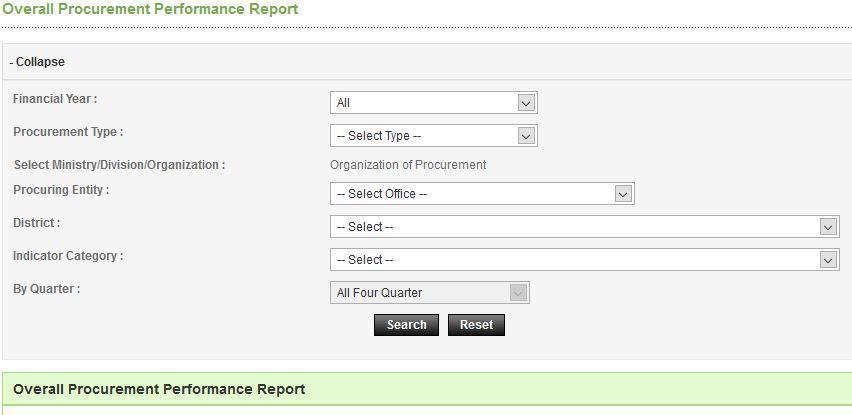 Overall Procurement Performance Report
- Collapse
Financial Year : All
Procurement Type : -- Select Type --
Select Ministry/Division/Organization : Organization of Procurement
Procuring Entity : -- Select Office --
District : -- Select --
Indicator Category : -- Select --
By Quarter : All Four Quarter
Search Reset
Overall Procurement Performance Report